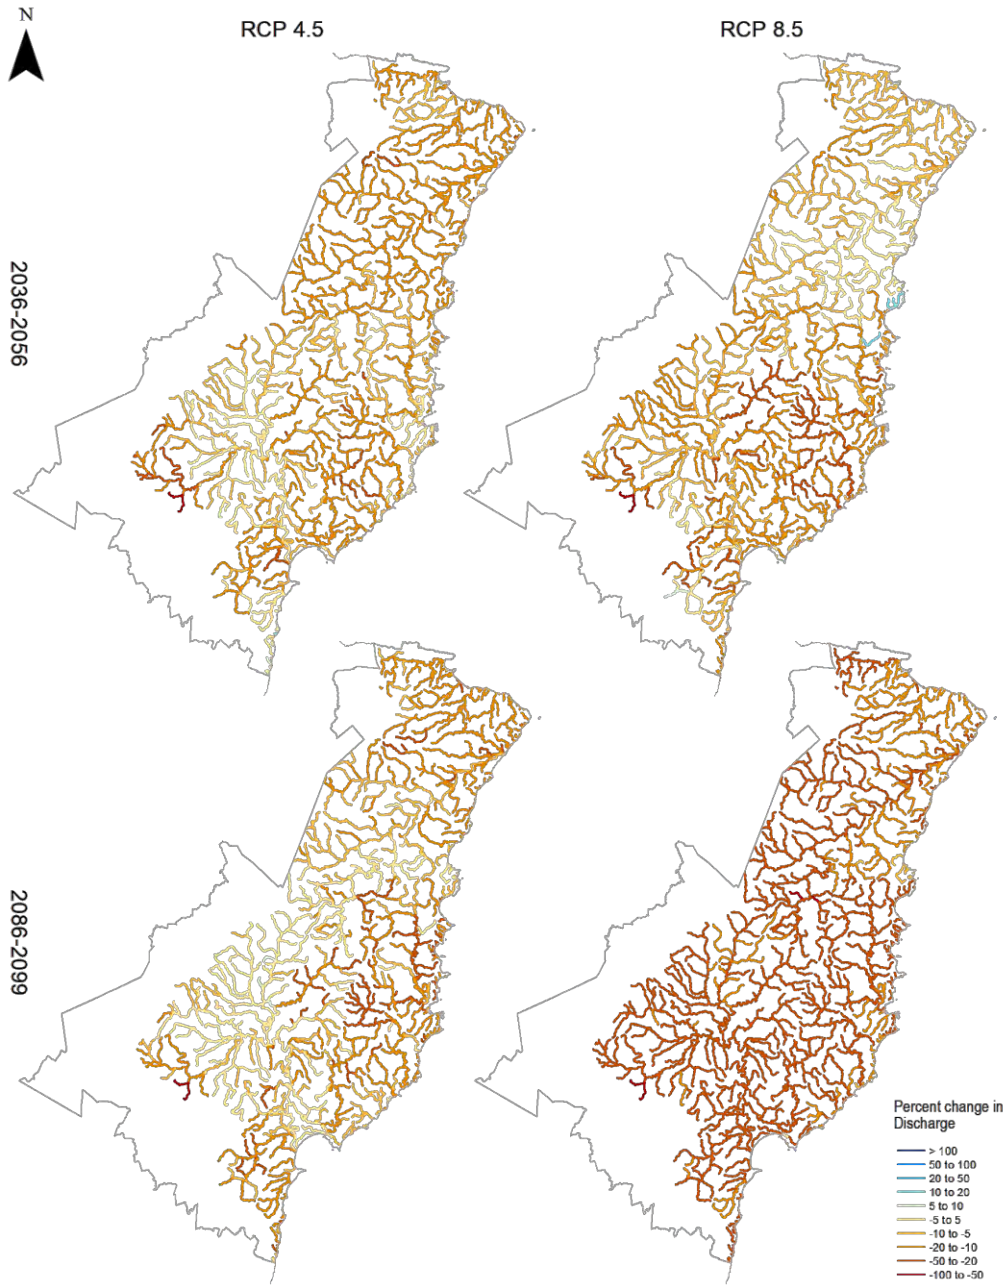 N
RCP 4.5
RCP 8.5
2036-2056
2086-2099
Percent change in
Discharge
> 100
50 to 100
20 to 50
10 to 20
5 to 10
-5 to 5
-10 to -5
-20 to -10
-50 to -20
-100 to -50